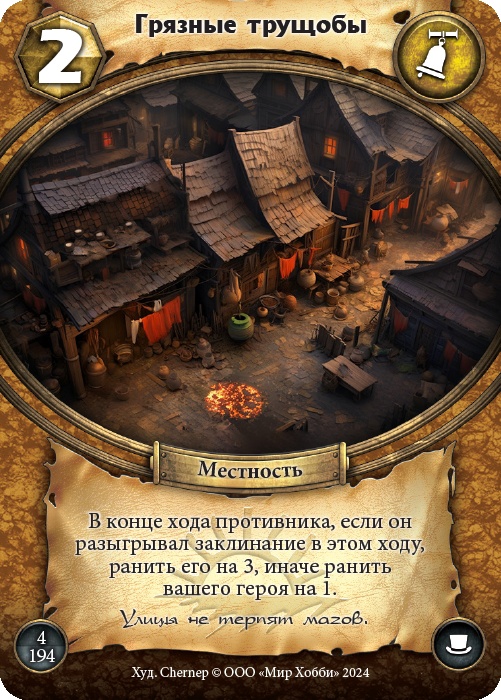 Грязные трущобы
2
Местность
В конце хода противника, если он
разыгрывал заклинание в этом ходу,
ранить его на 3, иначе ранить
вашего героя на 1.
Улица не терпят магов.
4
194
Худ. Chernep © ООО «Мир Хобби» 2024